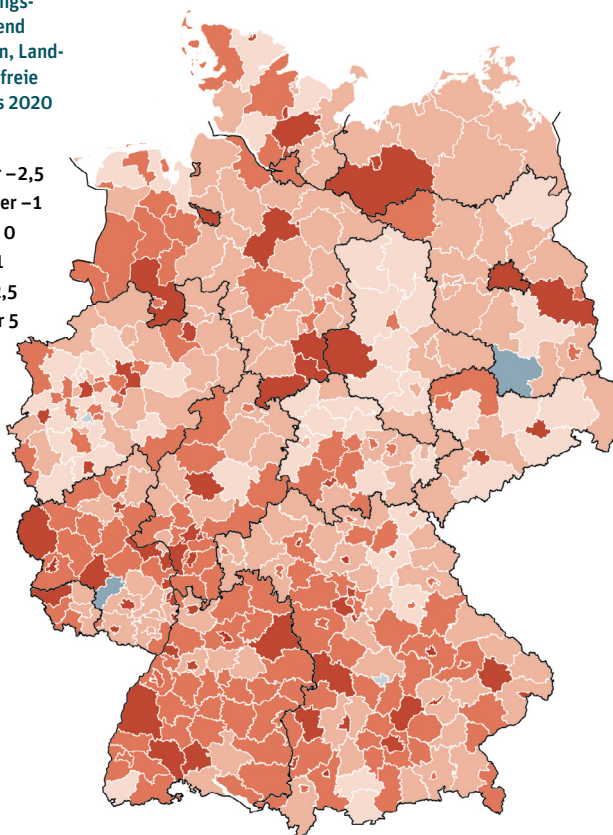 ngs-
end
n, Land-
freie
s 2020
r –2,5
er –1
0
1
2,5
r 5